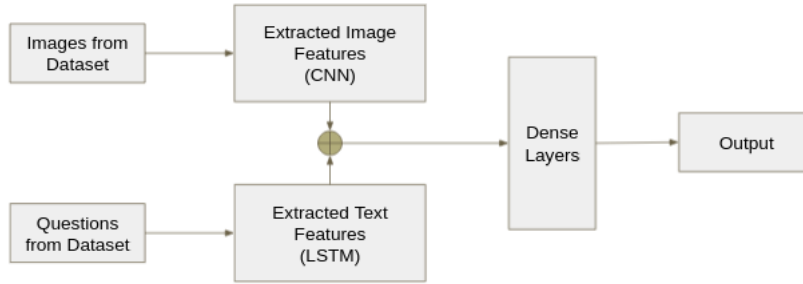 Images from
Dataset
Extracted Image
Features
(CNN)
Dense
Layers
Output
Questions
from Dataset
Extracted Text
Features
(LSTM)